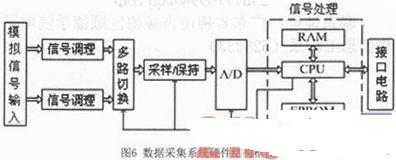 信号处理
模拟信号输入
信号调理
信号调理
多路切换
采样/保持
A/D
RAM
CPU
EPROM
接口电路
图6 数据采集系统硬件结构